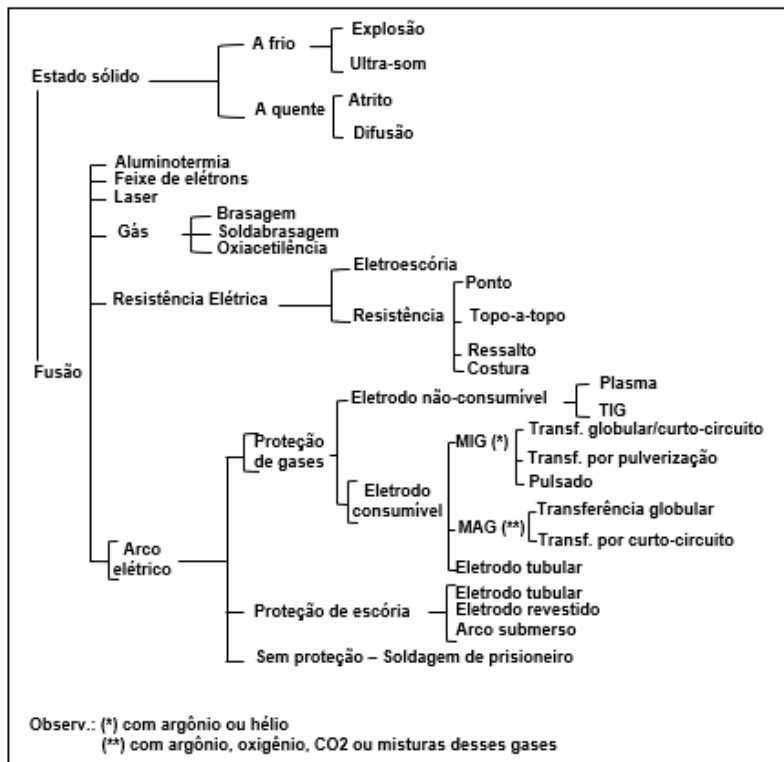 Explosão
A frio
Ultra-som
Estado sólido
Atrito
A quente
Difusão
Aluminotermia
Feixe de elétrons
Laser
Brasagem
Gás
Soldabrasagem
Oxiacetilência
Eletroescória
Ponto
Resistência Elétrica
Resistência
Topo-a-topo
Ressalto
Costura
Fusão
Plasma
Eletrodo não-consumível
TIG
Transf. globular/curto-circuito
Proteção
de gases
MIG (*)
Transf. por pulverização
Pulsado
Eletrodo
consumível
Transferência globular
MAG (**)
Transf. por curto-circuito
Arco
elétrico
Eletrodo tubular
Eletrodo tubular
Proteção de escória
Eletrodo revestido
Arco submerso
Sem proteção – Soldagem de prisioneiro
Observ.: (*) com argônio ou hélio
(**) com argônio, oxigênio, CO2 ou misturas desses gases